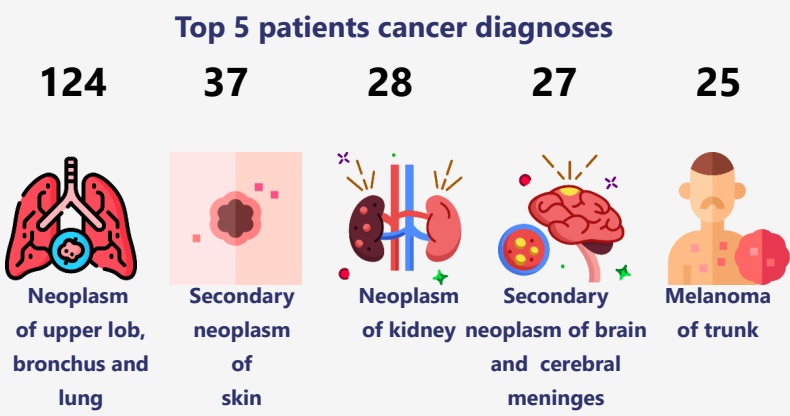 Top 5 patients cancer diagnoses
124
37
28
27
25
Neoplasm
of upper lob,
bronchus and
lung
Secondary
neoplasm
of
skin
Neoplasm
of kidney
Secondary
neoplasm of brain
and cerebral
meninges
Melanoma
of trunk